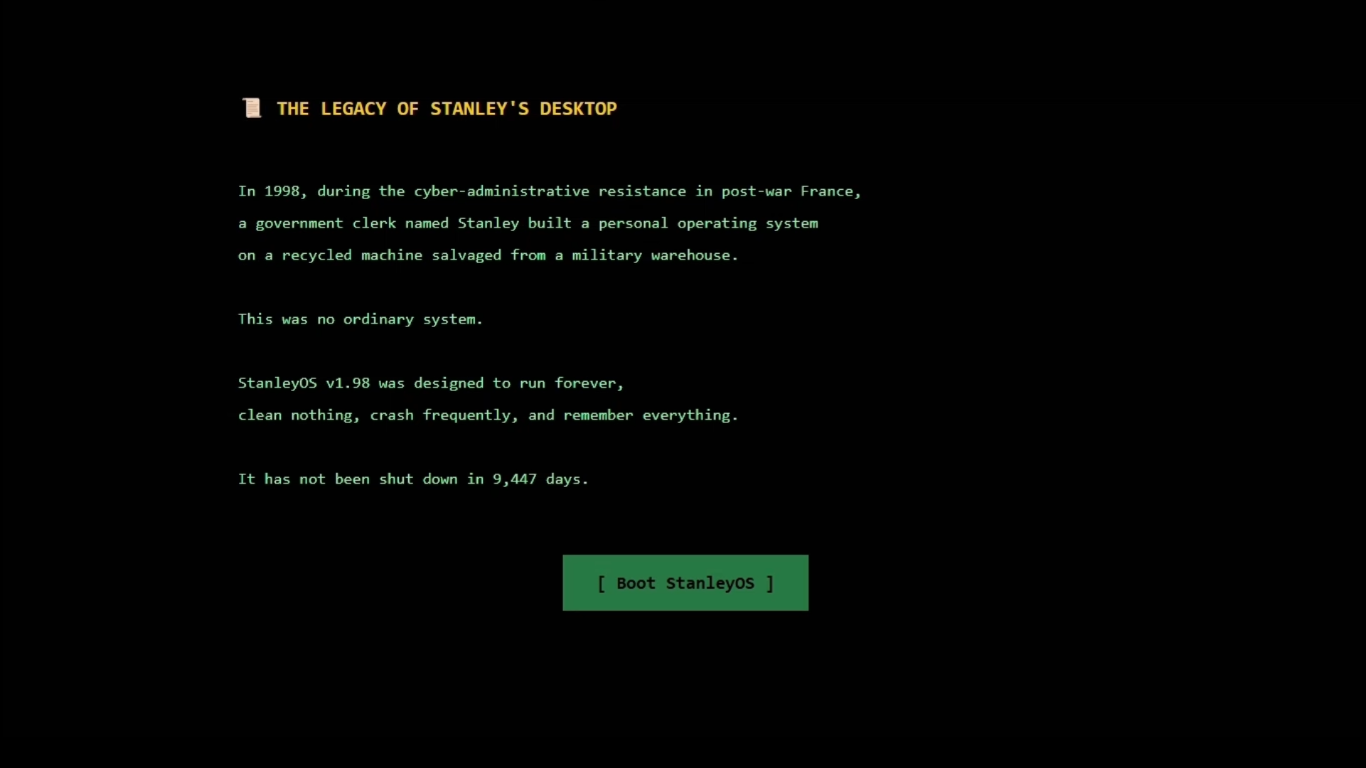 📜 THE LEGACY OF STANLEY'S DESKTOP
In 1998, during the cyber-administrative resistance in post-war France,
a government clerk named Stanley built a personal operating system
on a recycled machine salvaged from a military warehouse.
This was no ordinary system.
StanleyOS v1.98 was designed to run forever,
clean nothing, crash frequently, and remember everything.
It has not been shut down in 9,447 days.
[ Boot StanleyOS ]